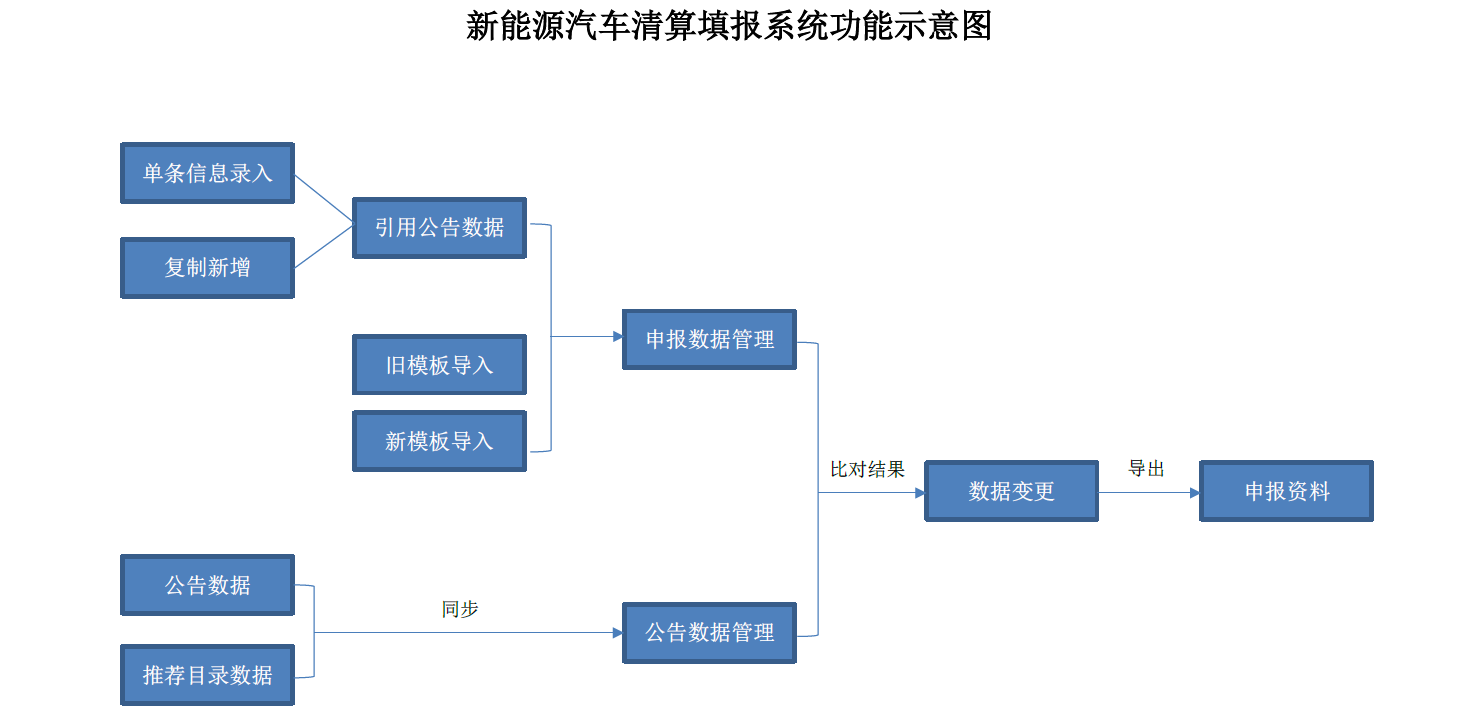 新能源汽车清算填报系统功能示意图
单条信息录入
引用公告数据
复制新增
申报数据管理
旧模板导入
新模板导入
比对结果
导出
数据变更
申报资料
公告数据
同步
公告数据管理
推荐目录数据